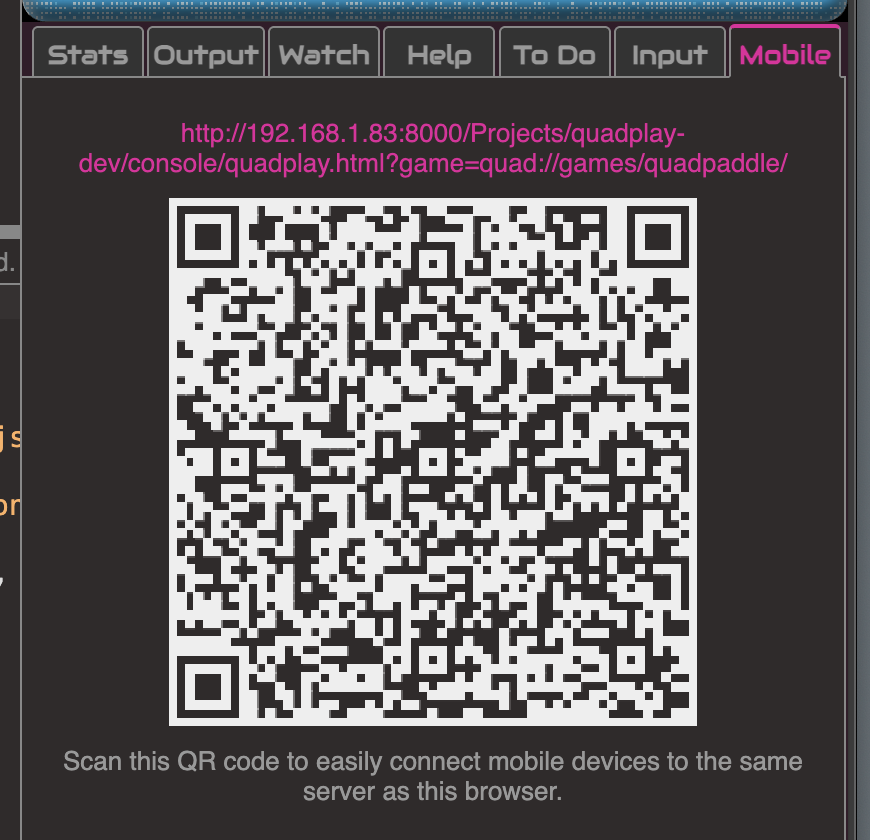 Stats Output Watch Help To Do Input Mobile
http://192.168.1.83:8000/Projects/quadplay-
dev/console/quadplay.html?game=quad://games/quadpaddle/
d.
js
or
,
Scan this QR code to easily connect mobile devices to the same
server as this browser.